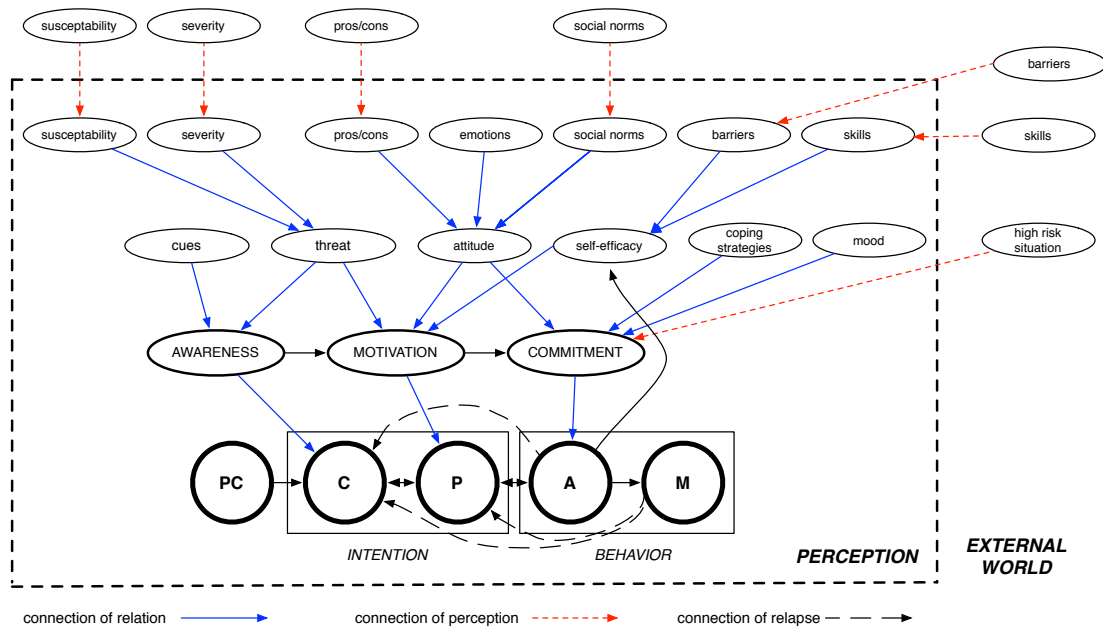 susceptability severity pros/cons social norms
barriers
susceptability severity pros/cons emotions social norms barriers skills skills
cues threat attitude self-efficacy coping
strategies mood high risk
situation
AWARENESS MOTIVATION COMMITMENT
PC C P A M
INTENTION BEHAVIOR
PERCEPTION EXTERNAL
WORLD
connection of relation connection of perception connection of relapse